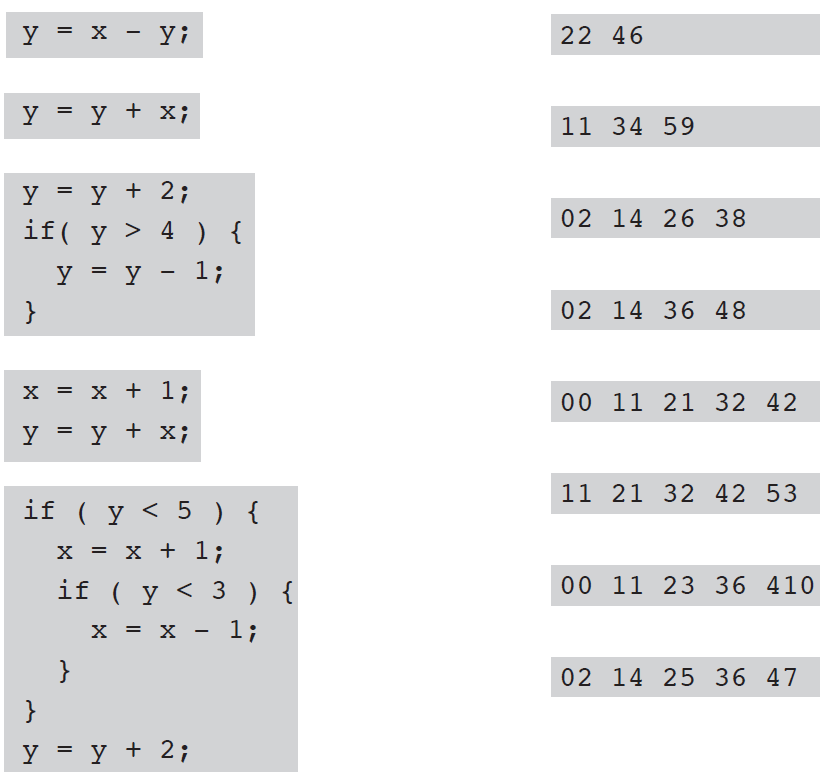 y = x - y;
y = y + x;
y = y + 2;
if( y > 4 ) {
  y = y - 1;
}
x = x + 1;
y = y + x;
if ( y < 5 ) {
  x = x + 1;
  if ( y < 3 ) {
    x = x - 1;
  }
}
y = y + 2;
22 46
11 34 59
02 14 26 38
02 14 36 48
00 11 21 32 42
11 21 32 42 53
00 11 23 36 410
02 14 25 36 47